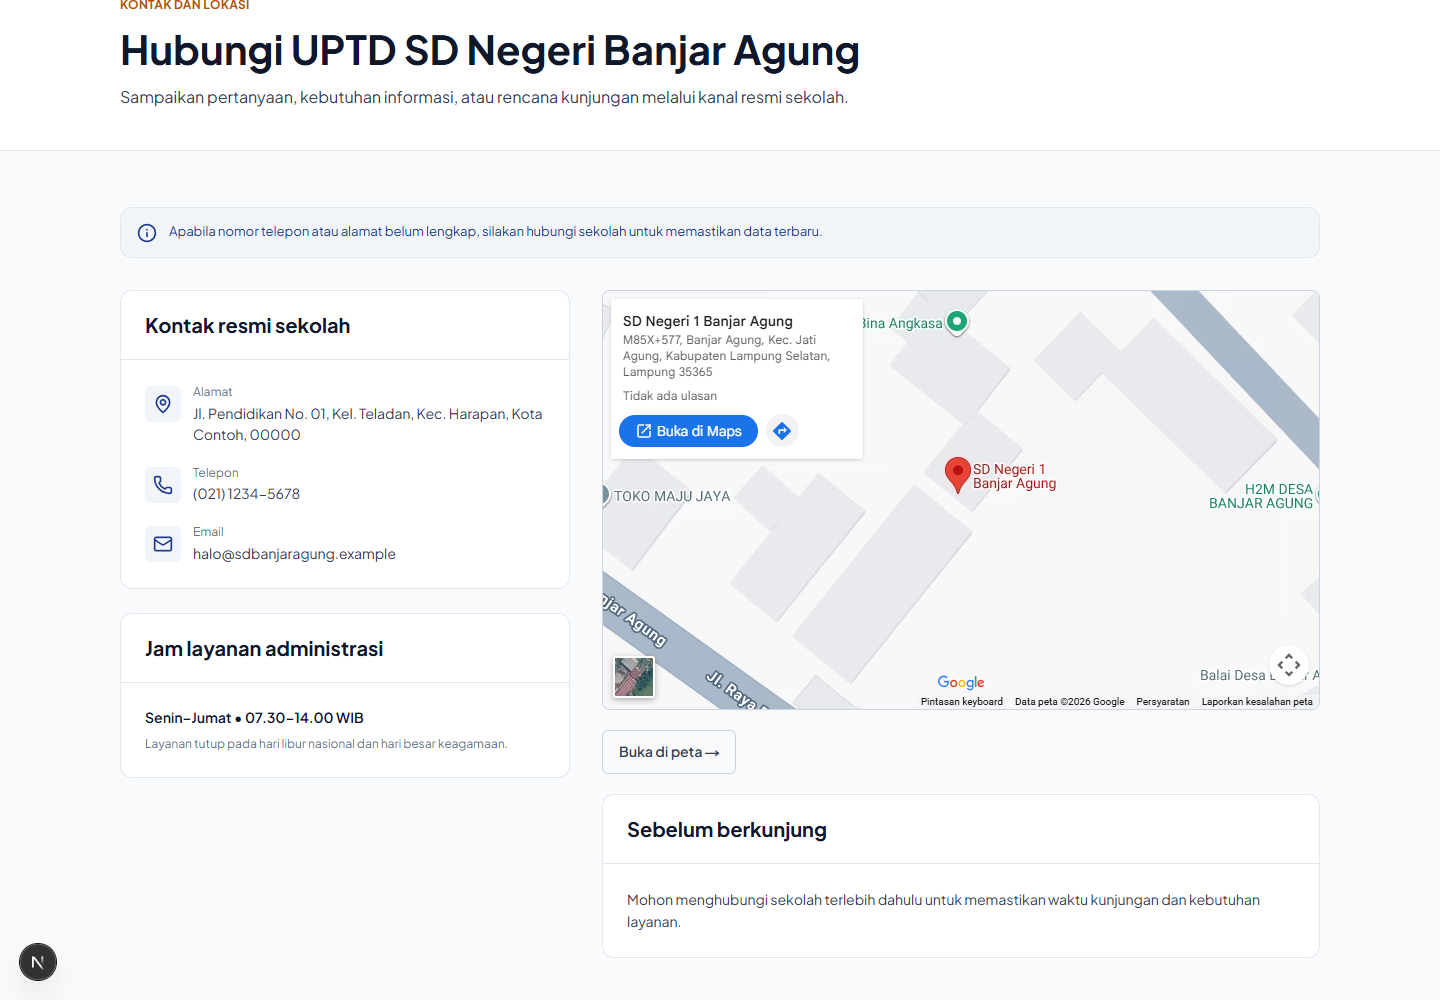 KONTAK DAN LOKASI
Hubungi UPTD SD Negeri Banjar Agung
Sampaikan pertanyaan, kebutuhan informasi, atau rencana kunjungan melalui kanal resmi sekolah.
Apabila nomor telepon atau alamat belum lengkap, silakan hubungi sekolah untuk memastikan data terbaru.
Kontak resmi sekolah
Alamat
Jl. Pendidikan No. 01, Kel. Teladan, Kec. Harapan, Kota
Contoh, 00000
Telepon
(021) 1234-5678
Email
halo@sdbanjaragung.example
Jam layanan administrasi
Senin–Jumat • 07.30–14.00 WIB
Layanan tutup pada hari libur nasional dan hari besar keagamaan.
SD Negeri 1 Banjar Agung
M85X+577, Banjar Agung, Kec. Jati
Agung, Kabupaten Lampung Selatan,
Lampung 35365
Tidak ada ulasan
Buka di Maps
Bina Angkasa
SD Negeri 1
Banjar Agung
TOKO MAJU JAYA
H2M DESA
BANJAR AGUNG
Agung
Jl. Raya
Balai Desa
Google
Pintasan keyboard
Data peta ©2026 Google
Persyaratan
Laporkan kesalahan peta
Buka di peta →
Sebelum berkunjung
Mohon menghubungi sekolah terlebih dahulu untuk memastikan waktu kunjungan dan kebutuhan
layanan.
N